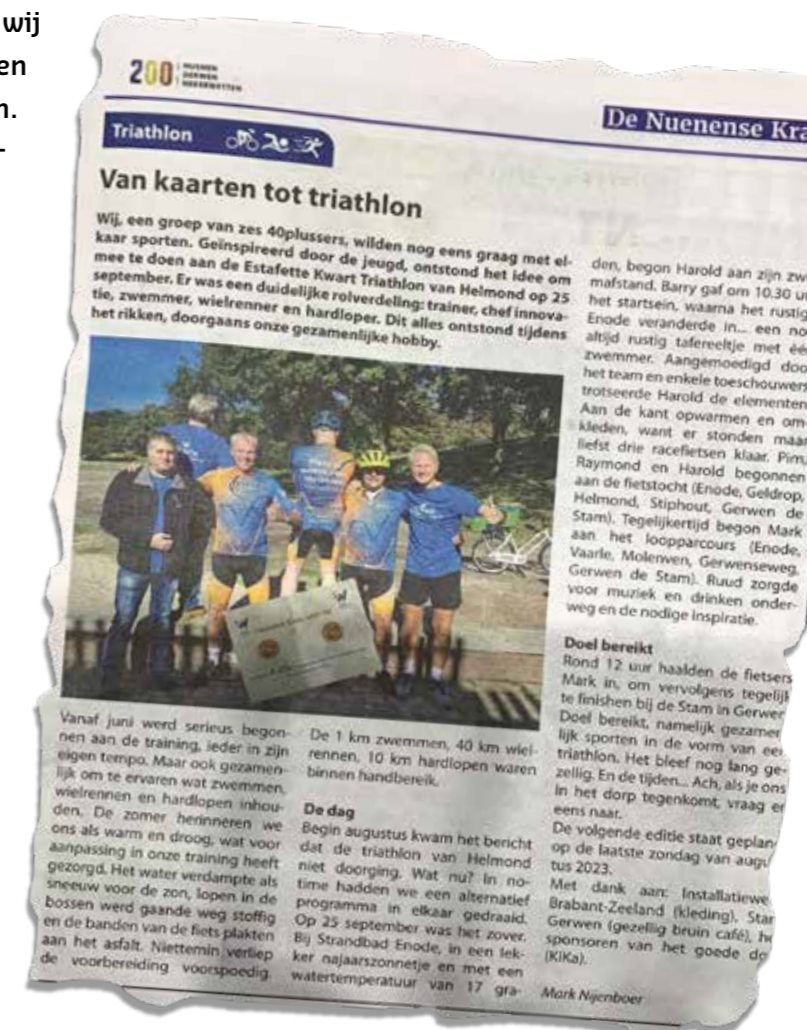 wij
en
n.
-
200 NUENEN
GERWEN
NEDERWETTEN
De Nuenense Kra
Triathlon
Van kaarten tot triathlon
Wij, een groep van zes 40plussers, wilden nog eens graag met el-
kaar sporten. Geïnspireerd door de jeugd, ontstond het idee om
mee te doen aan de Estafette Kwart Triathlon van Helmond op 25
september. Er was een duidelijke rolverdeling: trainer, chef innova-
tie, zwemmer, wielrenner en hardloper. Dit alles ontstond tijdens
het rikken, doorgaans onze gezamenlijke hobby.
Vanaf juni werd serieus begon-
nen aan de training, ieder in zijn
eigen tempo. Maar ook gezamen-
lijk om te ervaren wat zwemmen,
wielrennen en hardlopen inhou-
den. De zomer herinneren we
ons als warm en droog, wat voor
aanpassing in onze training heeft
gezorgd. Het water verdampte als
sneeuw voor de zon, lopen in de
bossen werd gaande weg stoffig
en de banden van de fiets plakten
aan het asfalt. Niettemin verliep
de voorbereiding voorspoedig.
De 1 km zwemmen, 40 km wiel-
rennen, 10 km hardlopen waren
binnen handbereik.
De dag
Begin augustus kwam het bericht
dat de triathlon van Helmond
niet doorging. Wat nu? In no-
time hadden we een alternatief
programma in elkaar gedraaid.
Op 25 september was het zover.
Bij Strandbad Enode, in een lek-
ker najaarszonnetje en met een
watertemperatuur van 17 gra-
den, begon Harold aan zijn zw
mafstand. Barry gaf om 10.30 u
het startsein, waarna het rustig
Enode veranderde in... een no
altijd rustig tafereeltje met éé
zwemmer. Aangemoedigd doo
het team en enkele toeschouwers
trotseerde Harold de elementen.
Aan de kant opwarmen en om-
kleden, want er stonden maar
liefst drie racefietsen klaar. Pim,
Raymond en Harold begonnen
aan de fietstocht (Enode, Geldrop,
Helmond, Stiphout, Gerwen de
Stam). Tegelijkertijd begon Mark
aan het loopparcours (Enode,
Vaarle, Molenven, Gerwenseweg,
Gerwen de Stam). Ruud zorgde
voor muziek en drinken onder-
weg en de nodige inspiratie.
Doel bereikt
Rond 12 uur haalden de fietsers
Mark in, om vervolgens tegelijk
te finishen bij de Stam in Gerwen
Doel bereikt, namelijk gezamen
lijk sporten in de vorm van ee
triathlon. Het bleef nog lang ge-
zellig. En de tijden... Ach, als je ons
in het dorp tegenkomt, vraag er
eens naar.
De volgende editie staat geplan
op de laatste zondag van augu
tus 2023.
Met dank aan: Installatiewe
Brabant-Zeeland (kleding), Sta
Gerwen (gezellig bruin café), h
sponsoren van het goede do
(KiKa).
Mark Nijenboer